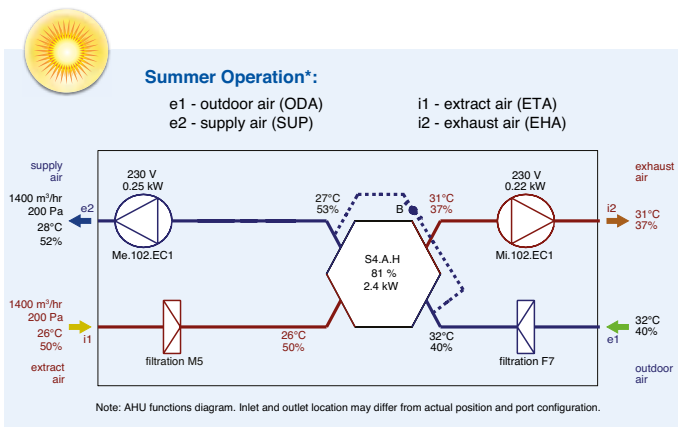 Summer Operation*:
e1 - outdoor air (ODA)
i1 - extract air (ETA)
e2 - supply air (SUP)
i2 - exhaust air (EHA)
supply
air
1400 m³/hr
200 Pa
e2
28°C
52%
230 V
0.25 kW
Me.102.EC1
27°C
53%
B
31°C
37%
230 V
0.22 kW
Mi.102.EC1
exhaust
air
i2
31°C
37%
S4.A.H
81 %
2.4 kW
1400 m³/hr
200 Pa
26°C
50%
i1
extract
air
filtration M5
26°C
50%
32°C
40%
filtration F7
32°C
40%
e1
outdoor
air
Note: AHU functions diagram. Inlet and outlet location may differ from actual position and port configuration.